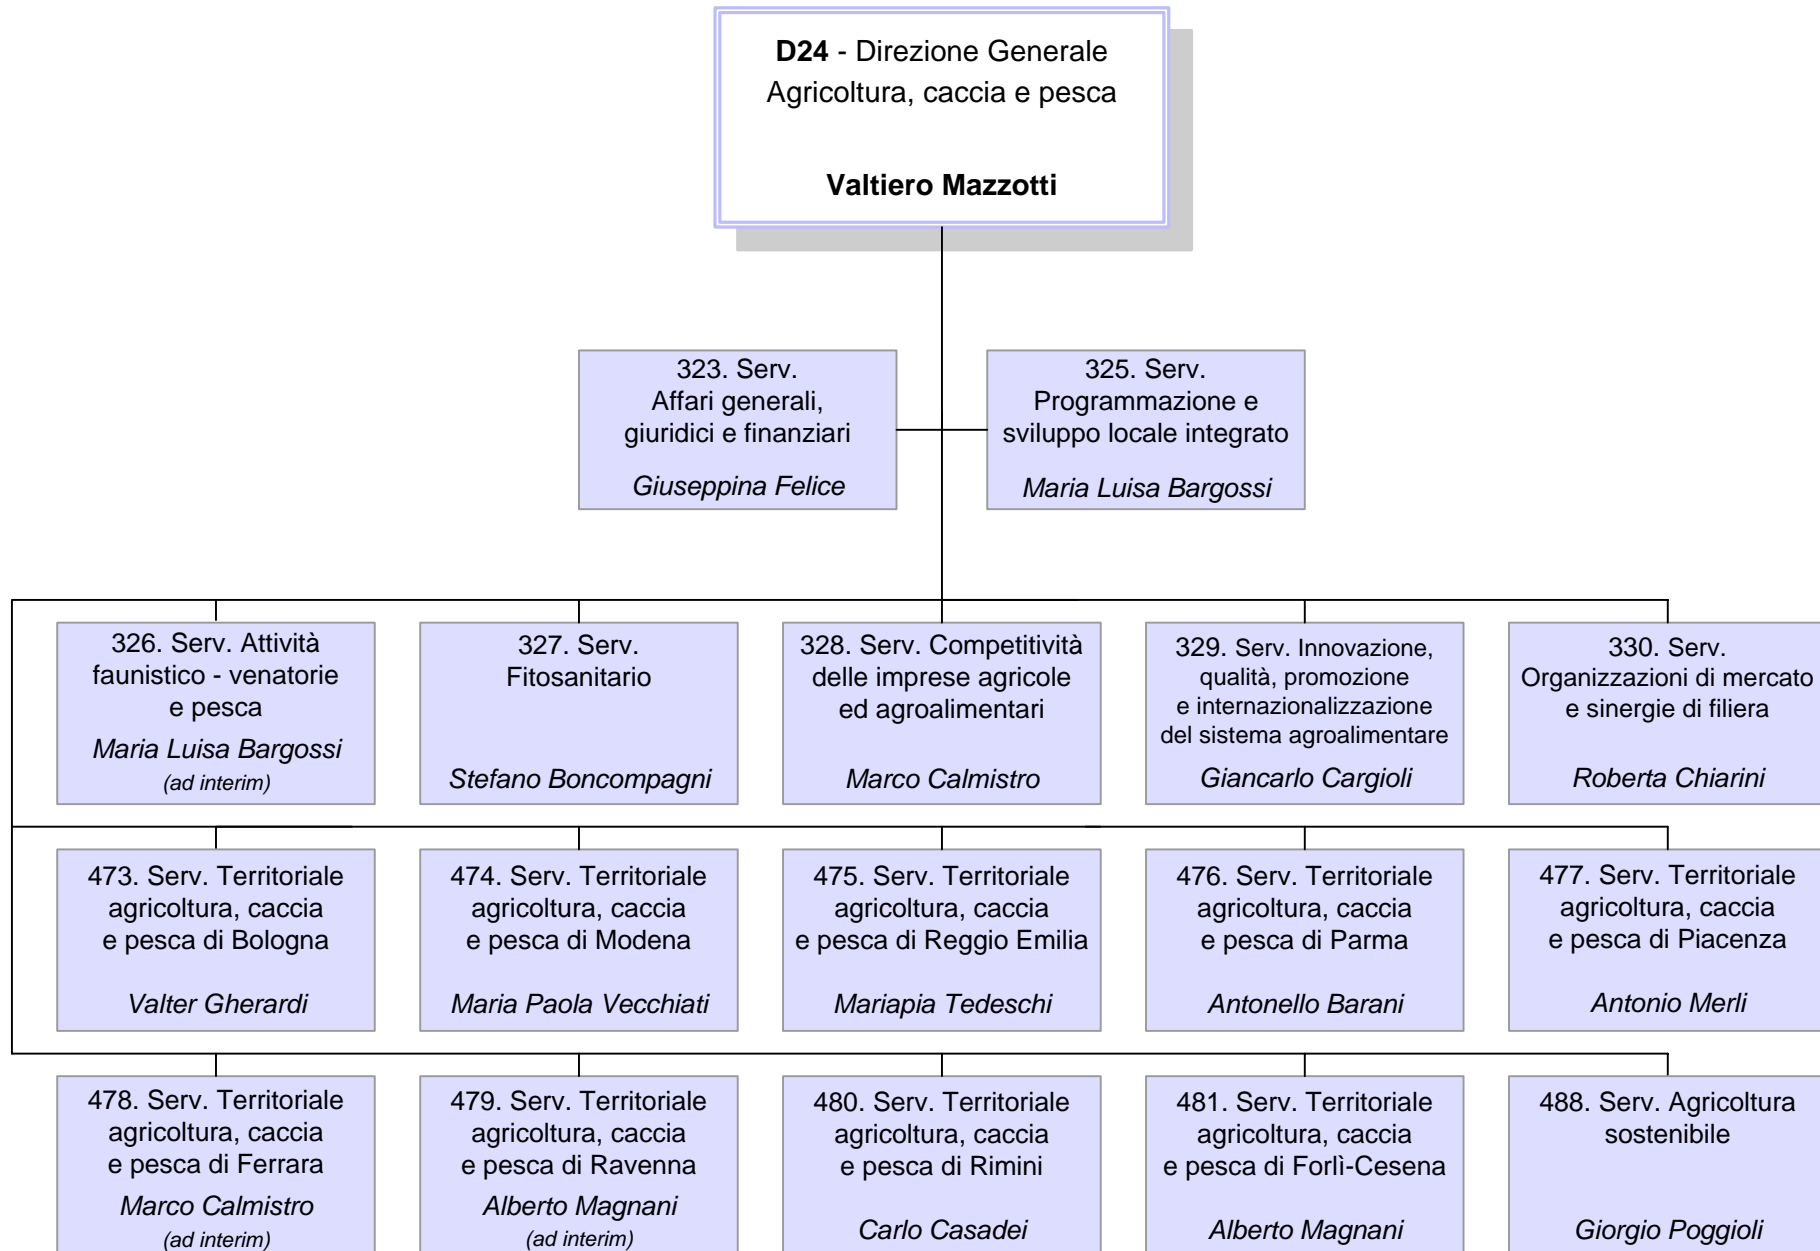 D24 - Direzione Generale
Agricoltura, caccia e pesca
Valtiero Mazzotti
323. Serv.
Affari generali,
giuridici e finanziari
Giuseppina Felice
325. Serv.
Programmazione e
sviluppo locale integrato
Maria Luisa Bargossi
326. Serv. Attività
faunistico - venatorie
e pesca
Maria Luisa Bargossi
(ad interim)
327. Serv.
Fitosanitario
Stefano Boncompagni
328. Serv. Competitività
delle imprese agricole
ed agroalimentari
Marco Calmistro
329. Serv. Innovazione,
qualità, promozione
e internazionalizzazione
del sistema agroalimentare
Giancarlo Cargioli
330. Serv.
Organizzazioni di mercato
e sinergie di filiera
Roberta Chiarini
473. Serv. Territoriale
agricoltura, caccia
e pesca di Bologna
Valter Gherardi
474. Serv. Territoriale
agricoltura, caccia
e pesca di Modena
Maria Paola Vecchiati
475. Serv. Territoriale
agricoltura, caccia
e pesca di Reggio Emilia
Mariapia Tedeschi
476. Serv. Territoriale
agricoltura, caccia
e pesca di Parma
Antonello Barani
477. Serv. Territoriale
agricoltura, caccia
e pesca di Piacenza
Antonio Merli
478. Serv. Territoriale
agricoltura, caccia
e pesca di Ferrara
Marco Calmistro
(ad interim)
479. Serv. Territoriale
agricoltura, caccia
e pesca di Ravenna
Alberto Magnani
(ad interim)
480. Serv. Territoriale
agricoltura, caccia
e pesca di Rimini
Carlo Casadei
481. Serv. Territoriale
agricoltura, caccia
e pesca di Forlì-Cesena
Alberto Magnani
488. Serv. Agricoltura
sostenibile
Giorgio Poggioli